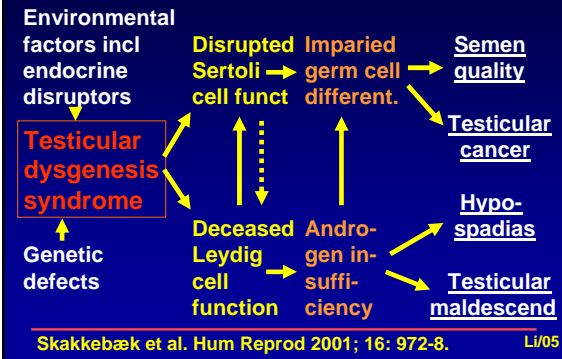 Environmental
factors incl
endocrine
disruptors
Disrupted
Sertoli
cell funct
Imparied
germ cell
different.
Semen
quality
Testicular
cancer
Testicular
dysgenesis
syndrome
Genetic
defects
Deceased
Leydig
cell
function
Andro-
gen in-
suffi-
ciency
Hypo-
spadias
Testicular
maldescend
Skakkebæk et al. Hum Reprod 2001; 16: 972-8.
Li/05